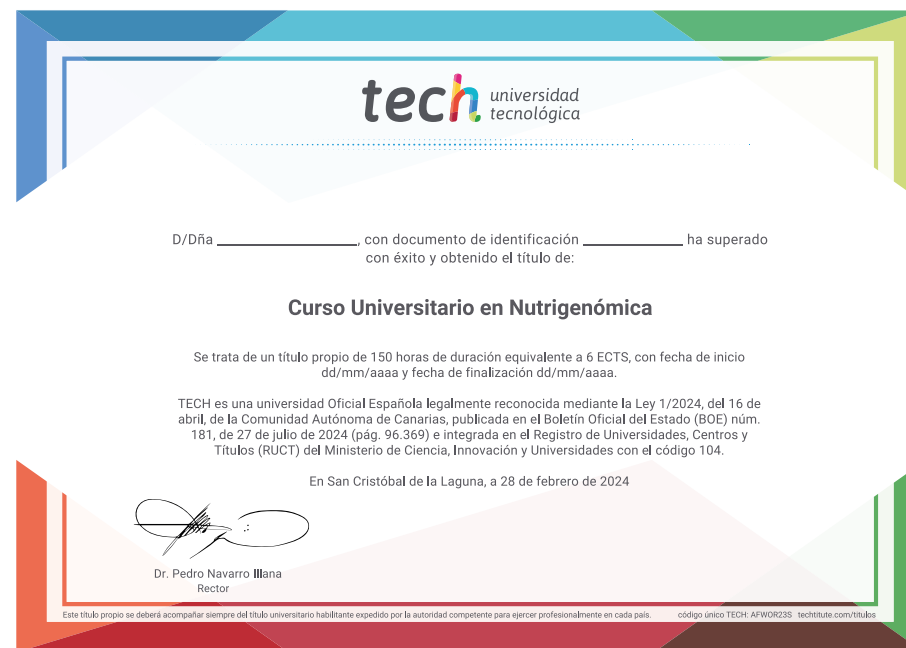 tech universidad
tecnológica
D/Dña ________________, con documento de identificación ____________ ha superado
con éxito y obtenido el título de:
Curso Universitario en Nutrigenómica
Se trata de un título propio de 150 horas de duración equivalente a 6 ECTS, con fecha de inicio
dd/mm/aaaa y fecha de finalización dd/mm/aaaa.
TECH es una universidad Oficial Española legalmente reconocida mediante la Ley 1/2024, del 16 de
abril, de la Comunidad Autónoma de Canarias, publicada en el Boletín Oficial del Estado (BOE) núm.
181, de 27 de julio de 2024 (pág. 96.369) e integrada en el Registro de Universidades, Centros y
Títulos (RUCT) del Ministerio de Ciencia, Innovación y Universidades con el código 104.
En San Cristóbal de la Laguna, a 28 de febrero de 2024
Dr. Pedro Navarro Illana
Rector
Este título propio se deberá acompañar siempre del título universitario habilitante expedido por la autoridad competente para ejercer profesionalmente en cada país. código único TECH: AFWOR23S techtitute.com/titulos